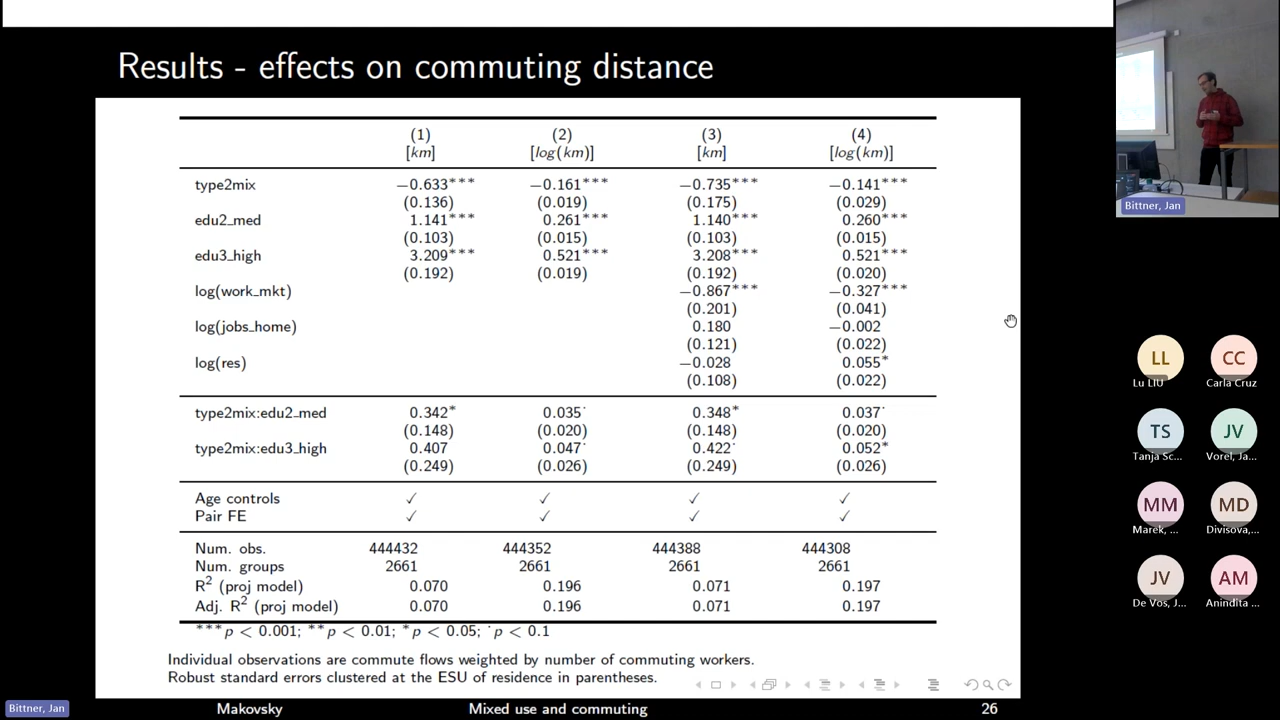 Results - effects on commuting distance
(1) (2) (3) (4)
[km] [log(km)] [km] [log(km)]
type2mix −0.633*** −0.161*** −0.735*** −0.141***
(0.136) (0.019) (0.175) (0.029)
edu2_med 1.141*** 0.261*** 1.140*** 0.260***
(0.103) (0.015) (0.103) (0.015)
edu3_high 3.209*** 0.521*** 3.208*** 0.521***
(0.192) (0.019) (0.192) (0.020)
log(work_mkt) −0.867*** −0.327***
(0.201) (0.041)
log(jobs_home) 0.180 −0.002
(0.121) (0.022)
log(res) −0.028 0.055*
(0.108) (0.022)
type2mix:edu2_med 0.342* 0.035· 0.348* 0.037·
(0.148) (0.020) (0.148) (0.020)
type2mix:edu3_high 0.407 0.047· 0.422· 0.052*
(0.249) (0.026) (0.249) (0.026)
Age controls ✓ ✓ ✓ ✓
Pair FE ✓ ✓ ✓ ✓
Num. obs. 444432 444352 444388 444308
Num. groups 2661 2661 2661 2661
R² (proj model) 0.070 0.196 0.071 0.197
Adj. R² (proj model) 0.070 0.196 0.071 0.197
***p < 0.001; **p < 0.01; *p < 0.05; ·p < 0.1
Individual observations are commute flows weighted by number of commuting workers.
Robust standard errors clustered at the ESU of residence in parentheses.
Makovsky Mixed use and commuting 26
Bittner, Jan
Bittner, Jan
LL CC
Lu LIU Carla Cruz
TS JV
Tanja Sc... Vorel, Ja...
MM MD
Marek, ... Divisova,...
JV AM
De Vos, J... Anindita ...